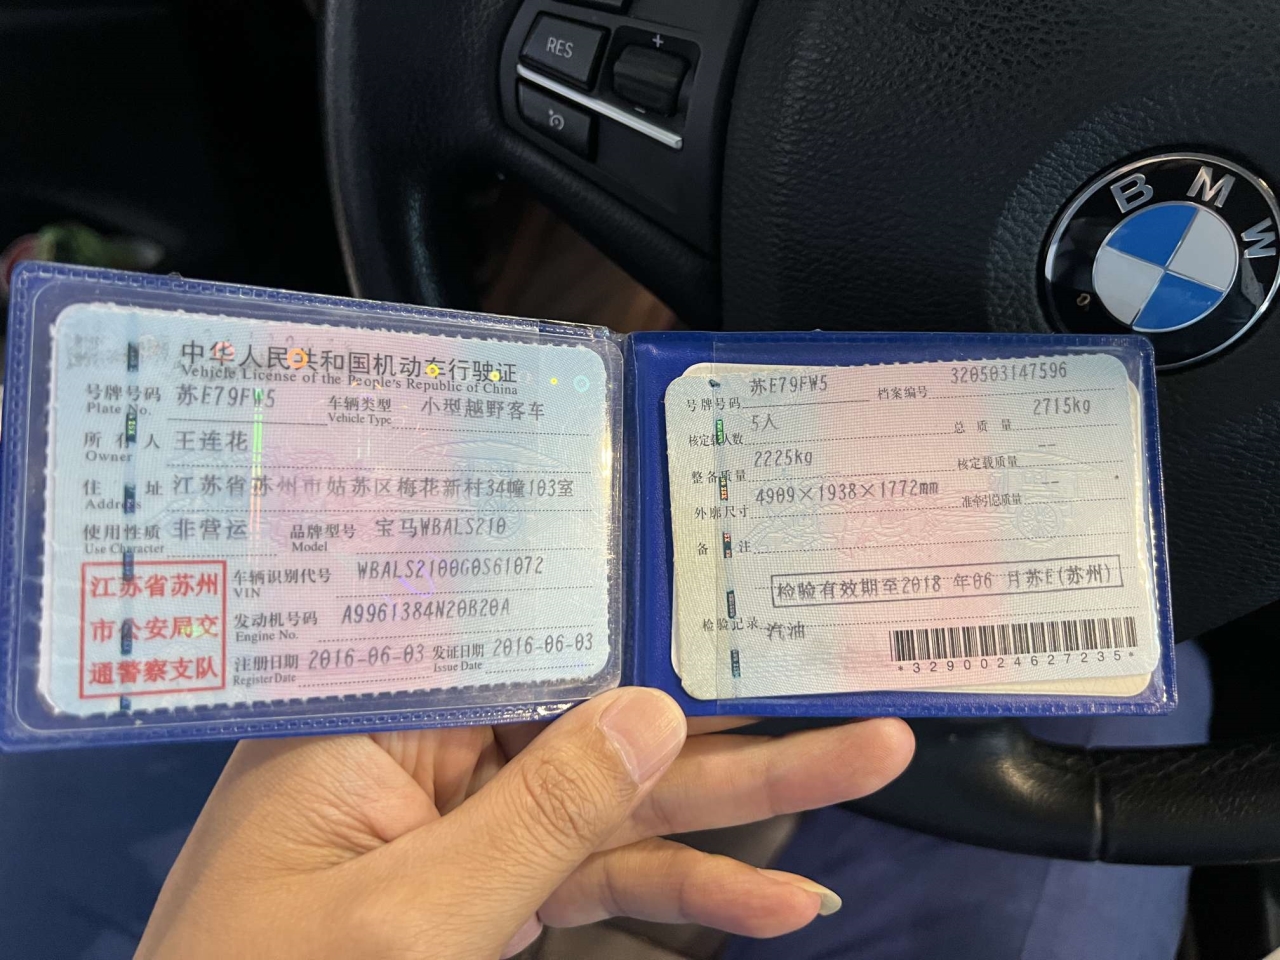 RES
+
BMW
中华人民共和国机动车行驶证
Vehicle License of the People's Republic of China
号牌号码 苏E79FW5 车辆类型 小型越野客车
Plate No. Vehicle Type
所有人 王连花
Owner
住址 江苏省苏州市姑苏区梅花新村34幢103室
Address
使用性质 非营运 品牌型号 宝马WBALS210
Use Character Model
江苏省苏州
市公安局交
通警察支队
车辆识别代号 WBALS2100G0S61072
VIN
发动机号码 A9961384N20B20A
Engine No.
注册日期 2016-06-03 发证日期 2016-06-03
Register Date Issue Date
号牌号码 苏E79FW5 档案编号 320503147596
核定载人数 5人 总质量 2715kg
整备质量 2225kg 核定载质量 --
外廓尺寸 4909×1938×1772mm 准牵引总质量 --
备注
检验有效期至2018年06月苏E(苏州)
检验记录 汽油
*3290024627235*